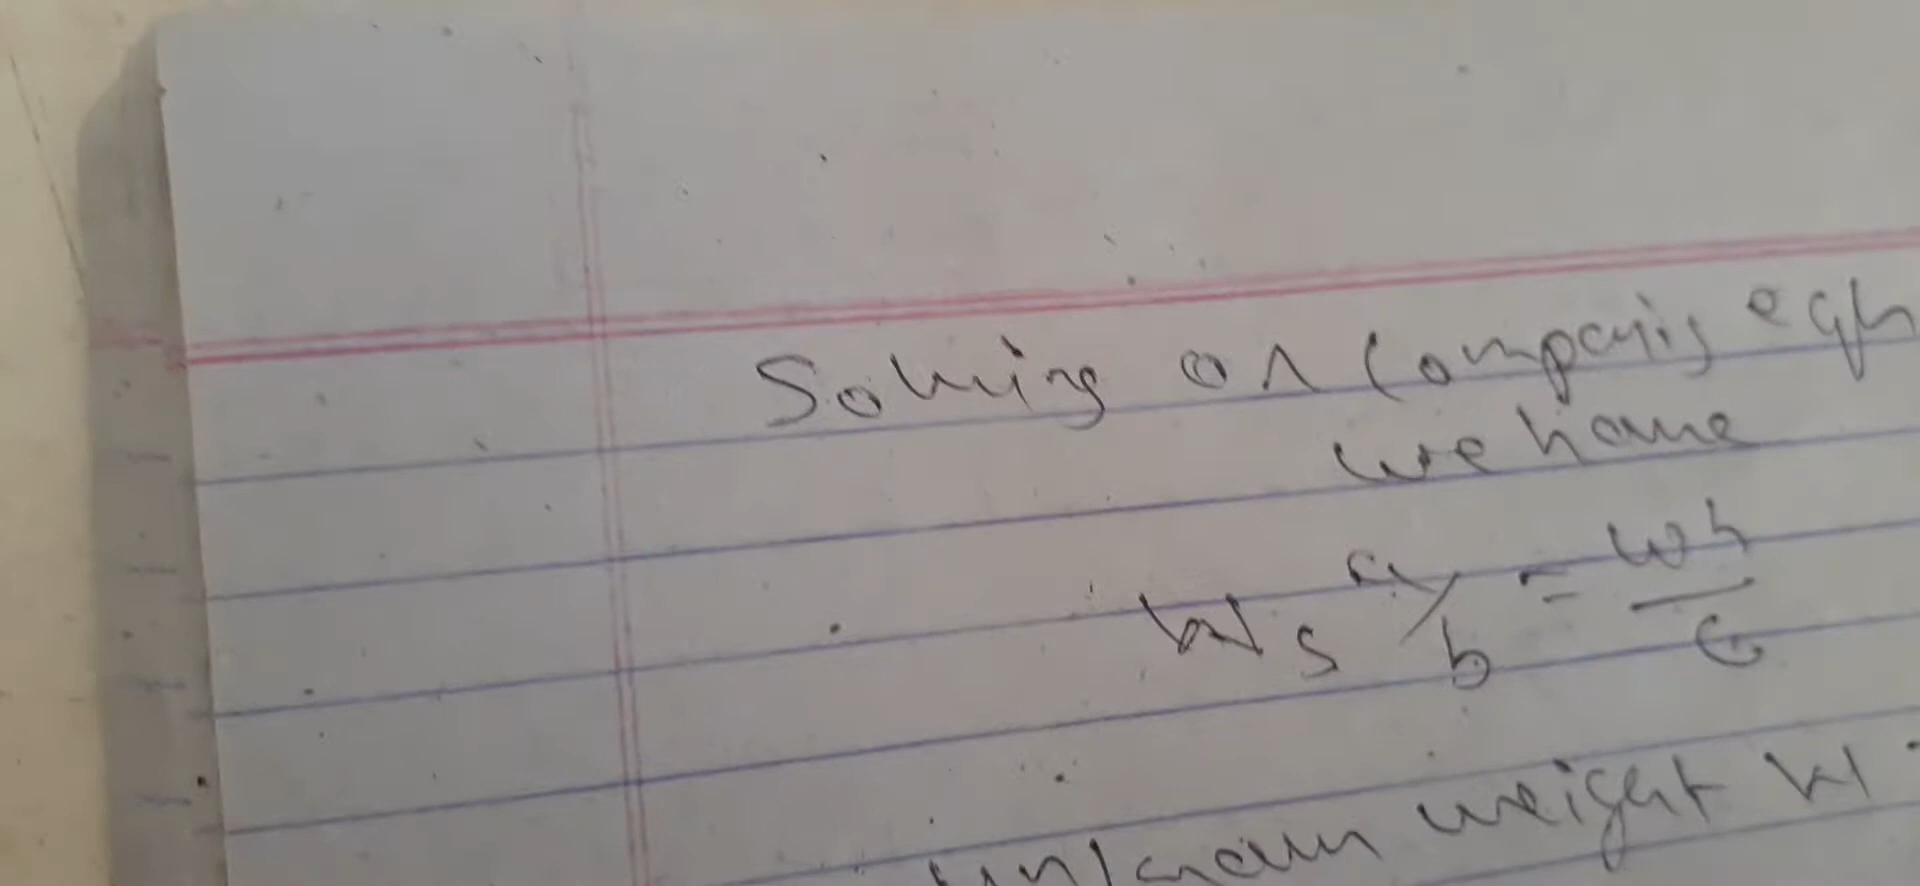 Solving on comparis eqn
we have
Ws a/b = wh/c
unknown weight W